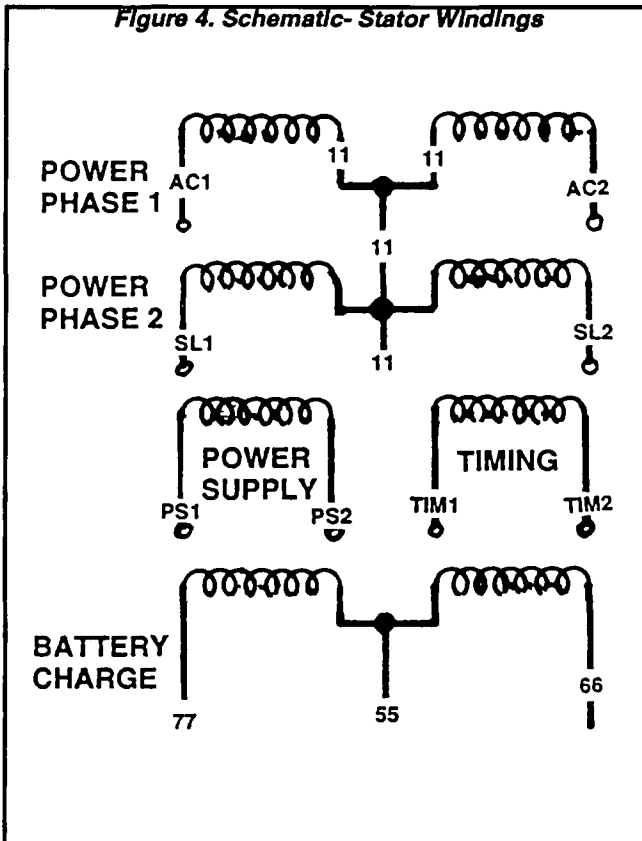 Figure 4. Schematic- Stator Windings
11 11
POWER AC1 AC2
PHASE 1
11
POWER
PHASE 2
SL1 SL2
11
POWER TIMING
SUPPLY
PS1 PS2 TIM1 TIM2
BATTERY
CHARGE
66
77 55